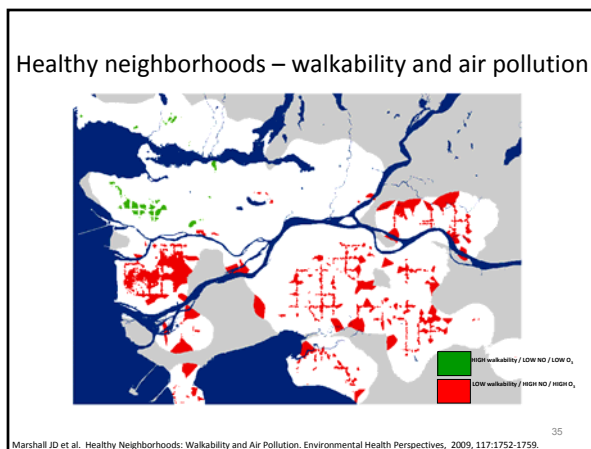 Healthy neighborhoods – walkability and air pollution
HIGH walkability / LOW NO / LOW O3
LOW walkability / HIGH NO / HIGH O3
35
Marshall JD et al. Healthy Neighborhoods: Walkability and Air Pollution. Environmental Health Perspectives, 2009, 117:1752-1759.